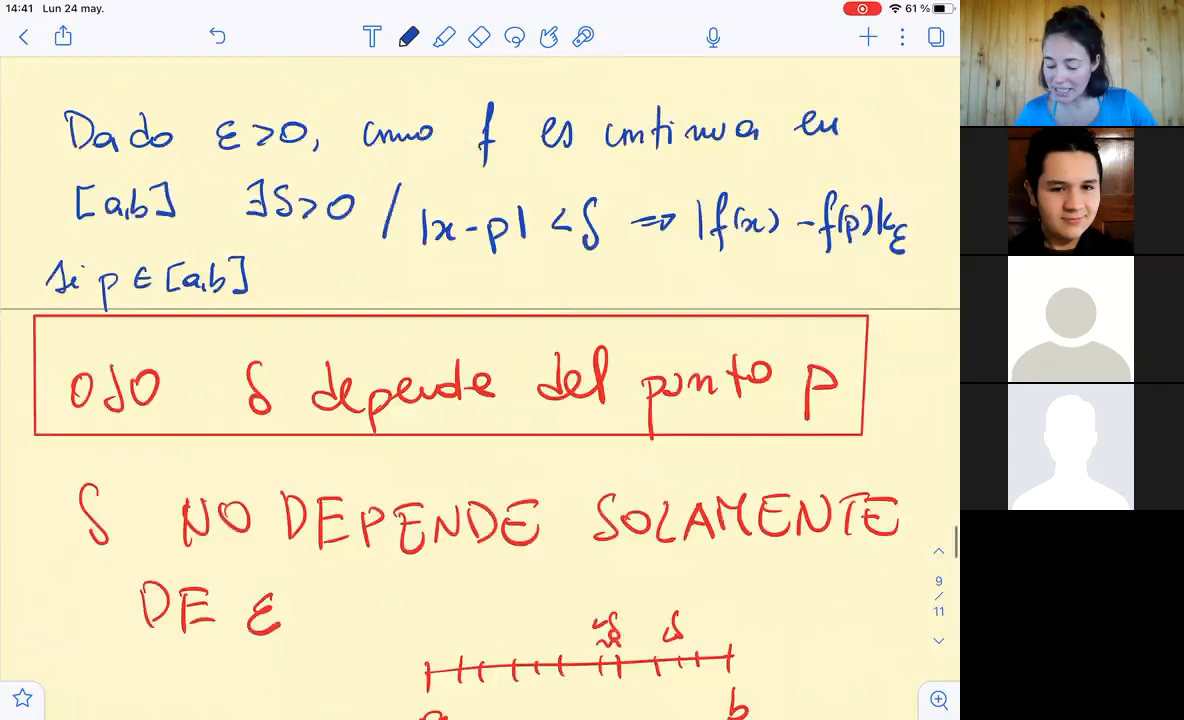 14:41 Lun 24 may.
61 %
Dado ε>0, como f es continua en
[a,b] ∃δ>0 / |x-p| < δ ⇒ |f(x) - f(p)|<ε
si p ∈ [a,b]
OJO δ depende del punto p
δ NO DEPENDE SOLAMENTE
DE ε
δ
a b
9
/
11